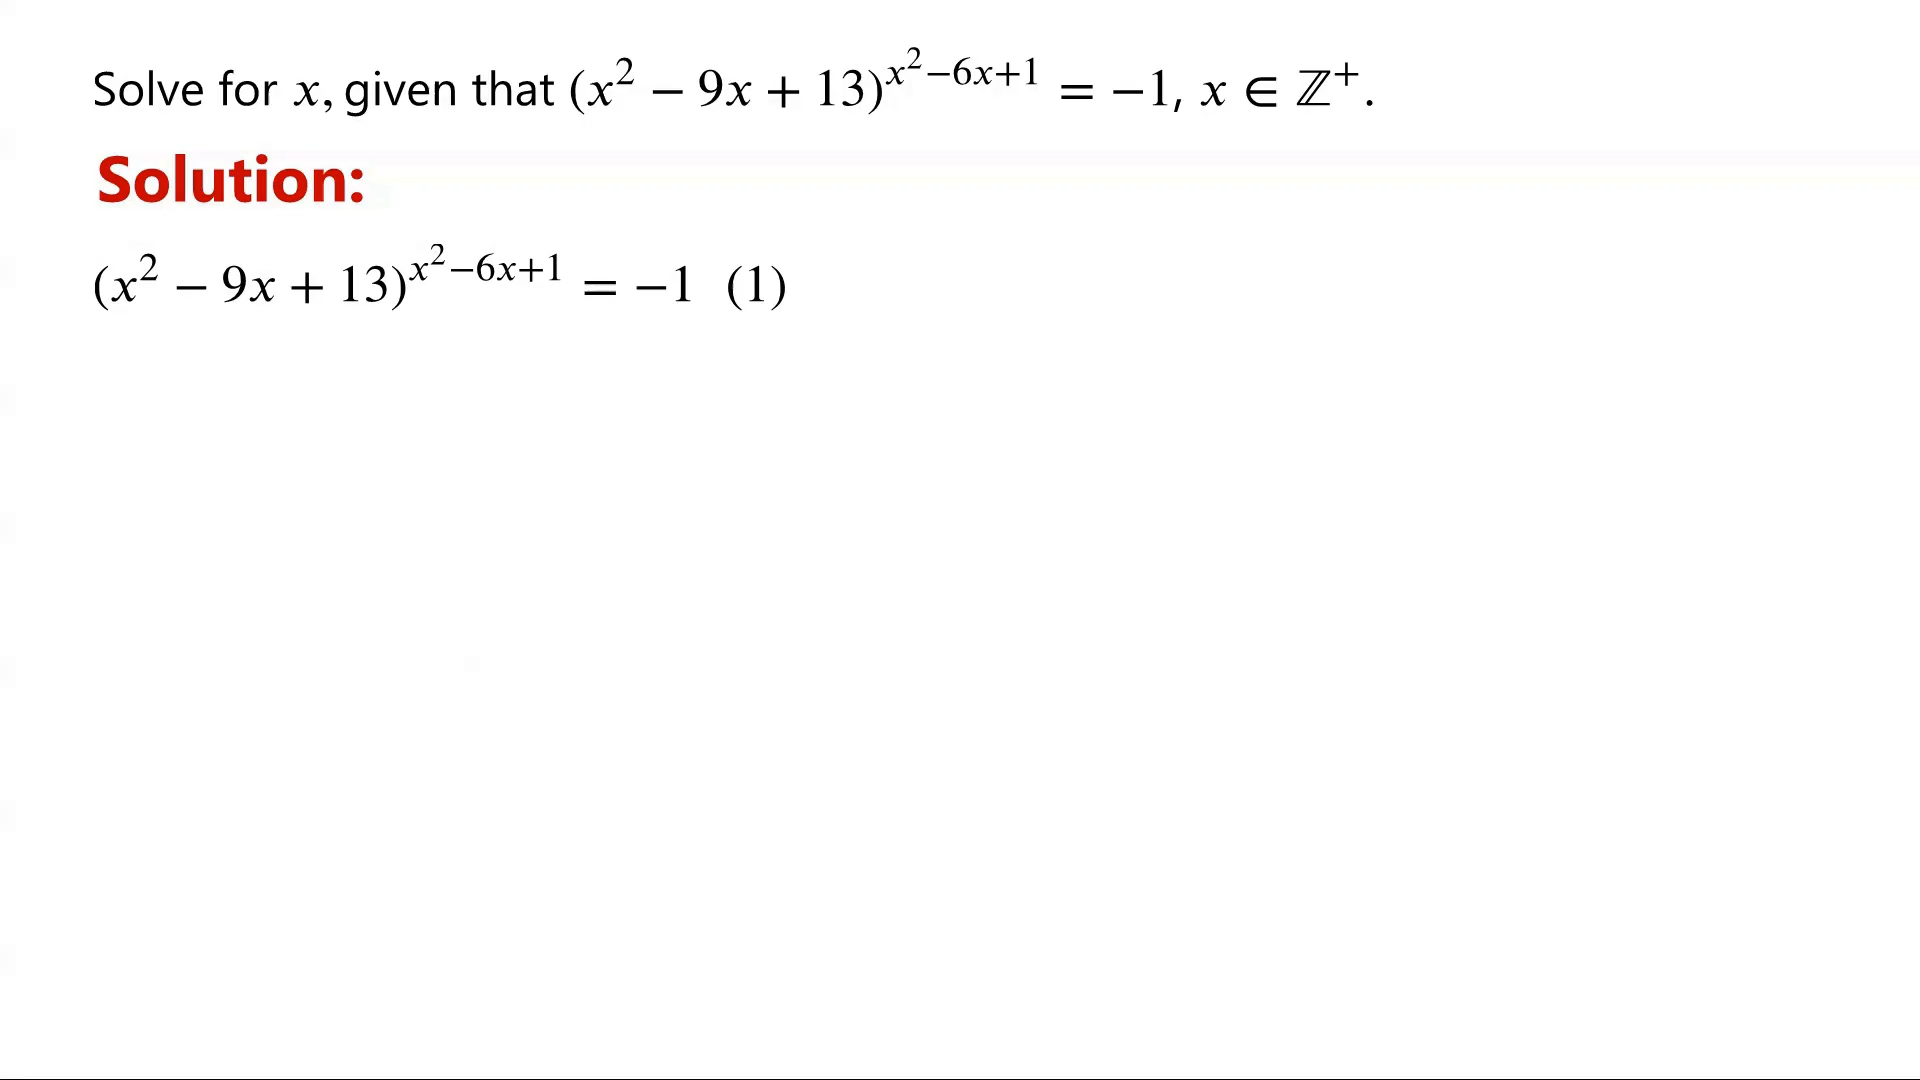 Solve for x, given that (x² − 9x + 13)^{x²−6x+1} = −1, x ∈ ℤ⁺.
Solution:
(x² − 9x + 13)^{x²−6x+1} = −1 (1)